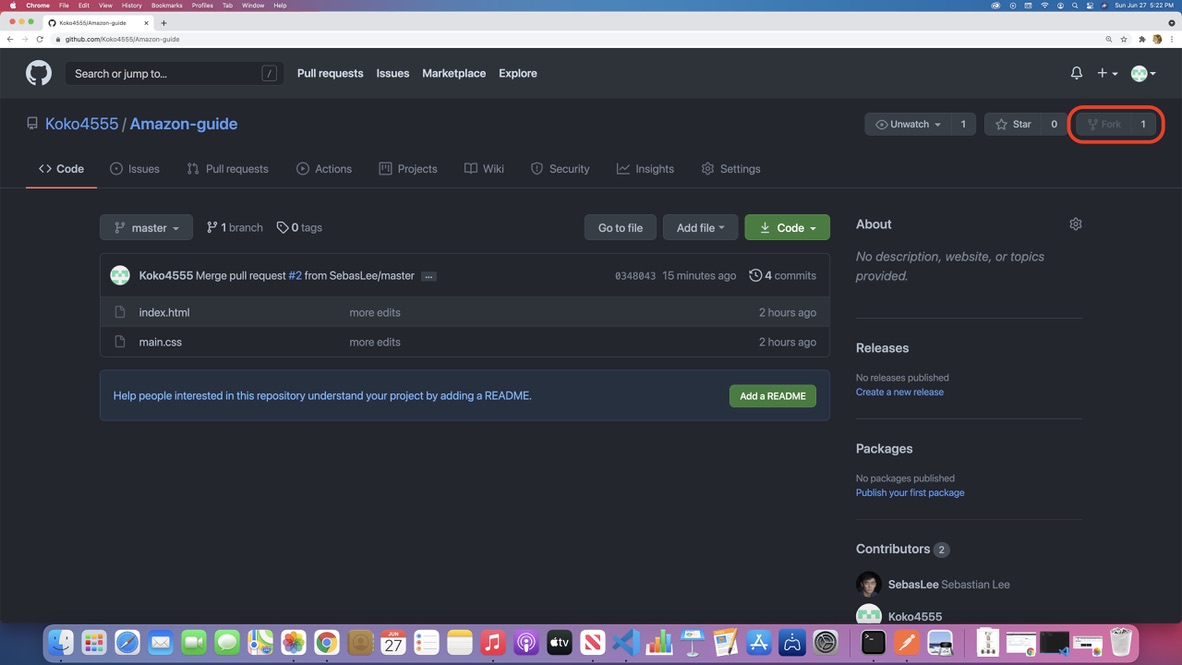 Chrome File Edit View History Bookmarks Profiles Tab Window Help
Sun Jun 27 5:22 PM
Koko4555/Amazon-guide
github.com/Koko4555/Amazon-guide
Search or jump to... /
Pull requests Issues Marketplace Explore
Koko4555 / Amazon-guide
Unwatch 1 Star 0 Fork 1
Code Issues Pull requests Actions Projects Wiki Security Insights Settings
master 1 branch 0 tags Go to file Add file Code
Koko4555 Merge pull request #2 from SebasLee/master ... 0348043 15 minutes ago 4 commits
index.html more edits 2 hours ago
main.css more edits 2 hours ago
Help people interested in this repository understand your project by adding a README. Add a README
About
No description, website, or topics
provided.
Releases
No releases published
Create a new release
Packages
No packages published
Publish your first package
Contributors 2
SebasLee Sebastian Lee
Koko4555
JUN
27
tv